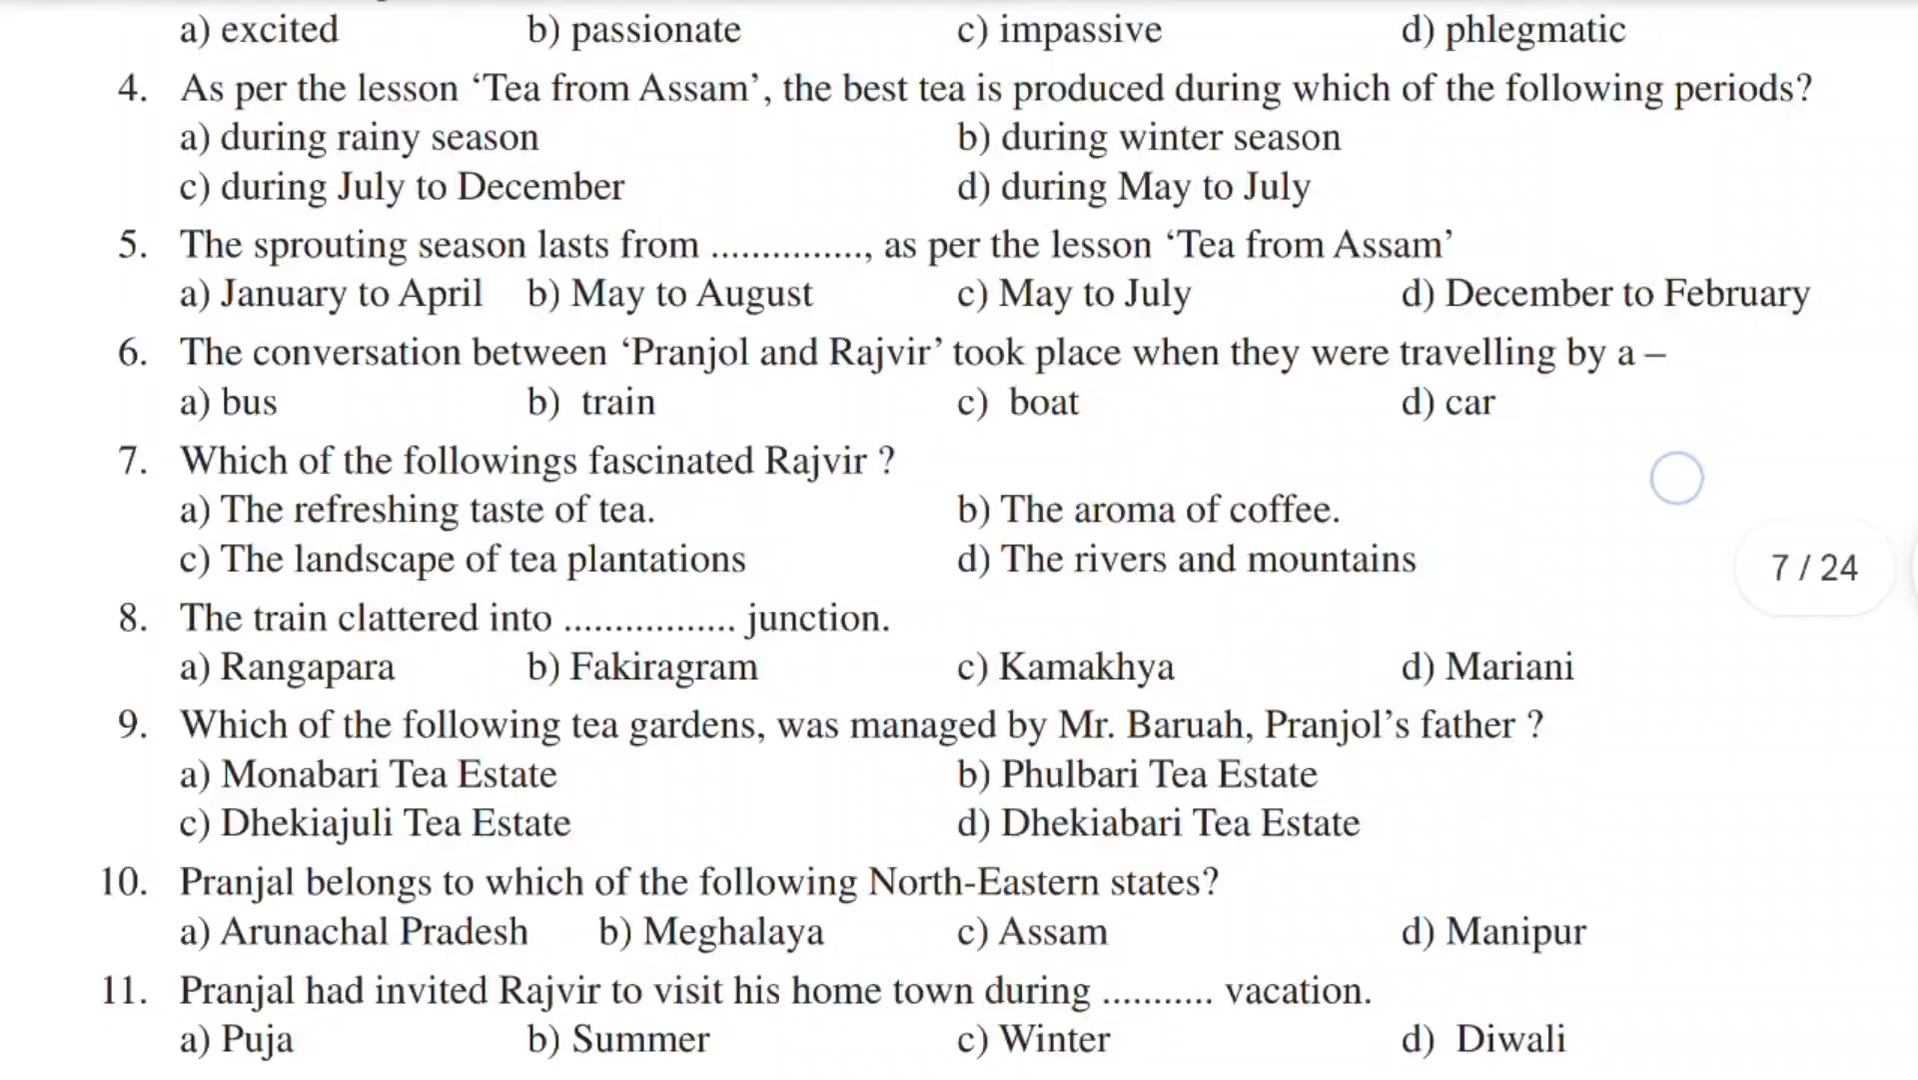 a) excited b) passionate c) impassive d) phlegmatic
4. As per the lesson ‘Tea from Assam’, the best tea is produced during which of the following periods?
a) during rainy season b) during winter season
c) during July to December d) during May to July
5. The sprouting season lasts from ..............., as per the lesson ‘Tea from Assam’
a) January to April b) May to August c) May to July d) December to February
6. The conversation between ‘Pranjol and Rajvir’ took place when they were travelling by a –
a) bus b) train c) boat d) car
7. Which of the followings fascinated Rajvir ?
a) The refreshing taste of tea. b) The aroma of coffee.
c) The landscape of tea plantations d) The rivers and mountains
7 / 24
8. The train clattered into ................. junction.
a) Rangapara b) Fakiragram c) Kamakhya d) Mariani
9. Which of the following tea gardens, was managed by Mr. Baruah, Pranjol’s father ?
a) Monabari Tea Estate b) Phulbari Tea Estate
c) Dhekiajuli Tea Estate d) Dhekiabari Tea Estate
10. Pranjal belongs to which of the following North-Eastern states?
a) Arunachal Pradesh b) Meghalaya c) Assam d) Manipur
11. Pranjal had invited Rajvir to visit his home town during ........... vacation.
a) Puja b) Summer c) Winter d) Diwali